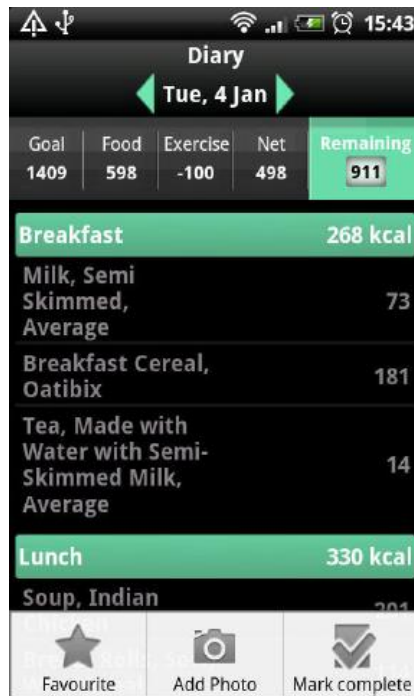 15:43
Diary
Tue, 4 Jan
Goal Food Exercise Net Remaining
1409 598 -100 498 911
Breakfast 268 kcal
Milk, Semi
Skimmed,
Average
73
Breakfast Cereal,
Oatibix
181
Tea, Made with
Water with Semi-
Skimmed Milk,
Average
14
Lunch 330 kcal
Soup, Indian
Chicken
201
Favourite Add Photo Mark complete